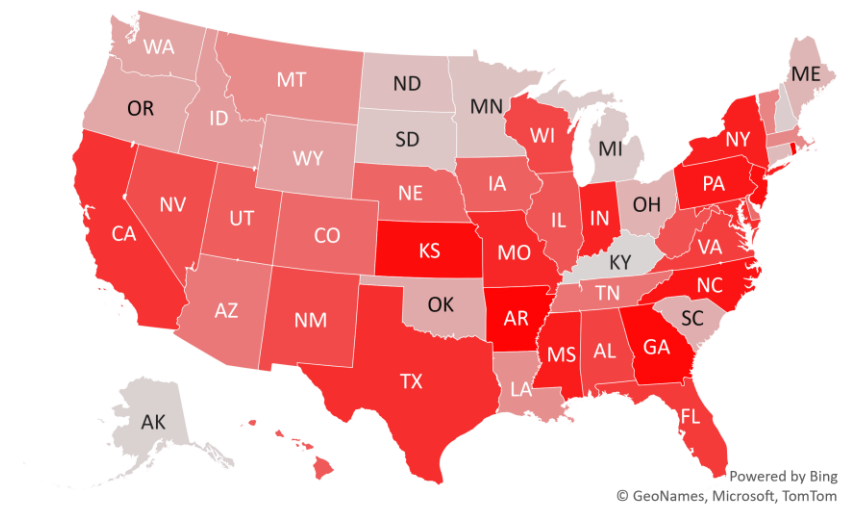 WA
MT
ND
MN
ME
OR
ID
SD
WI
MI
NY
WY
IA
PA
NE
OH
NV
UT
IL
IN
CA
CO
KS
MO
KY
VA
NC
TN
AZ
NM
OK
AR
SC
MS
AL
GA
TX
LA
AK
FL
Powered by Bing
© GeoNames, Microsoft, TomTom